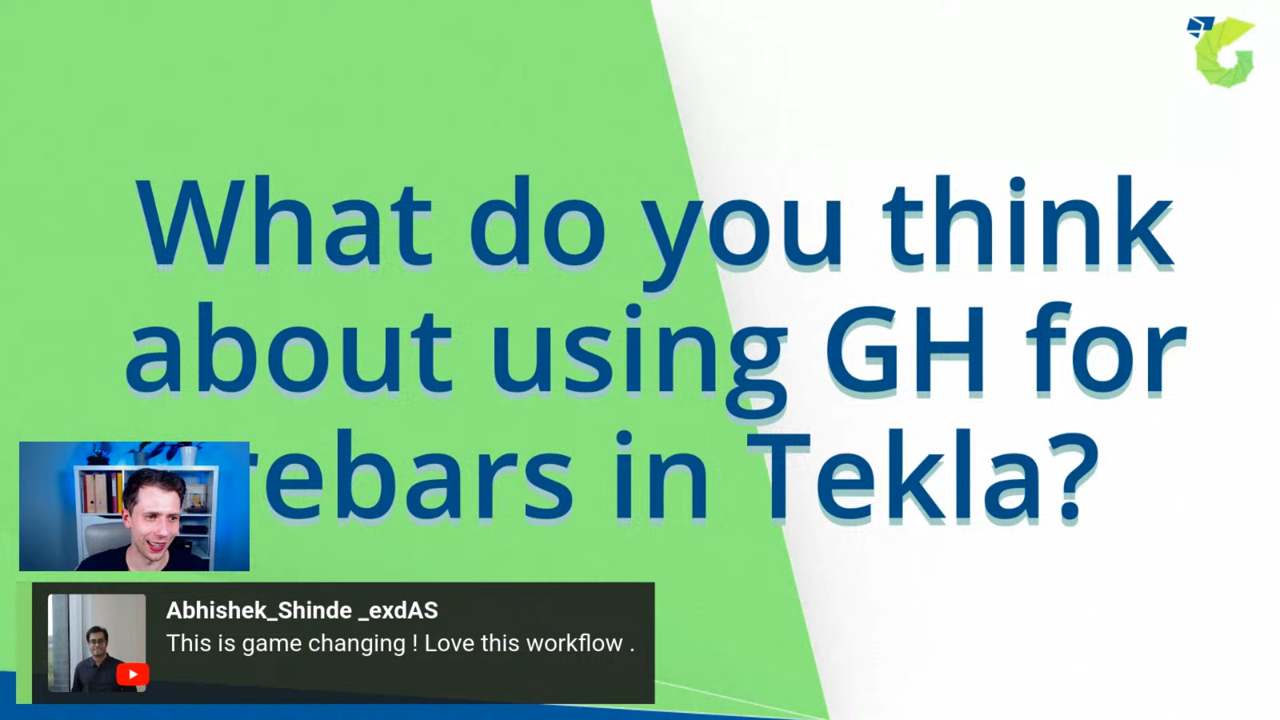 What do you think
about using GH for
rebars in Tekla?
Abhishek_Shinde _exdAS
This is game changing ! Love this workflow .